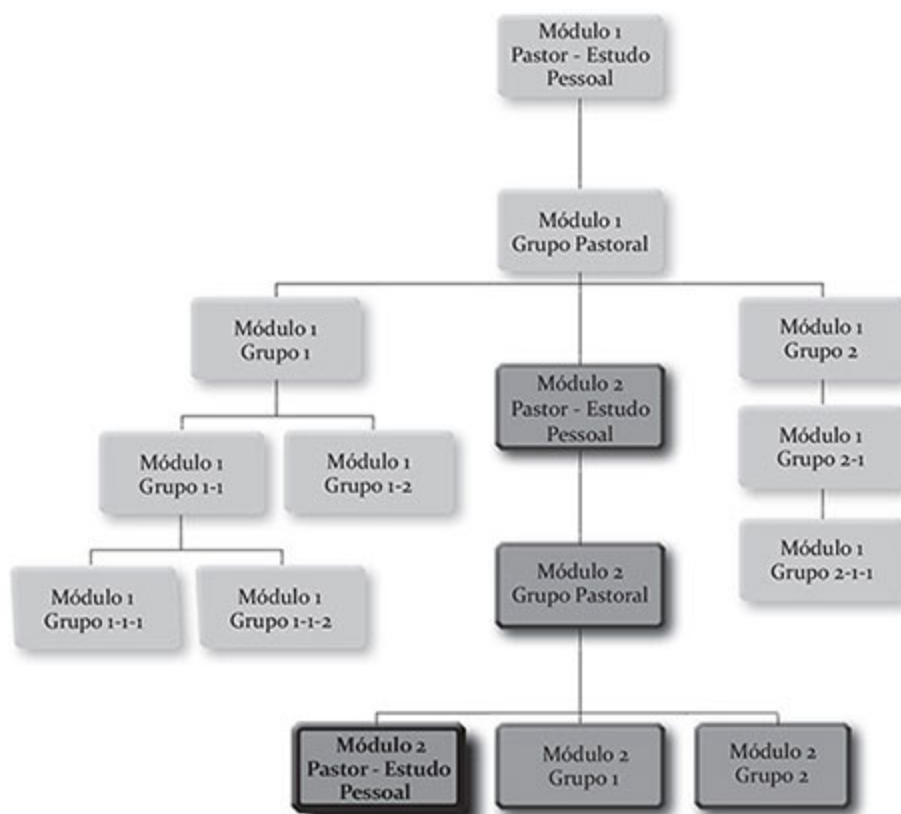 Módulo 1
Pastor - Estudo
Pessoal
Módulo 1
Grupo Pastoral
Módulo 1
Grupo 1
Módulo 1
Grupo 2
Módulo 2
Pastor - Estudo
Pessoal
Módulo 1
Grupo 1-1
Módulo 1
Grupo 1-2
Módulo 1
Grupo 2-1
Módulo 1
Grupo 2-1-1
Módulo 2
Grupo Pastoral
Módulo 1
Grupo 1-1-1
Módulo 1
Grupo 1-1-2
Módulo 2
Pastor - Estudo
Pessoal
Módulo 2
Grupo 1
Módulo 2
Grupo 2